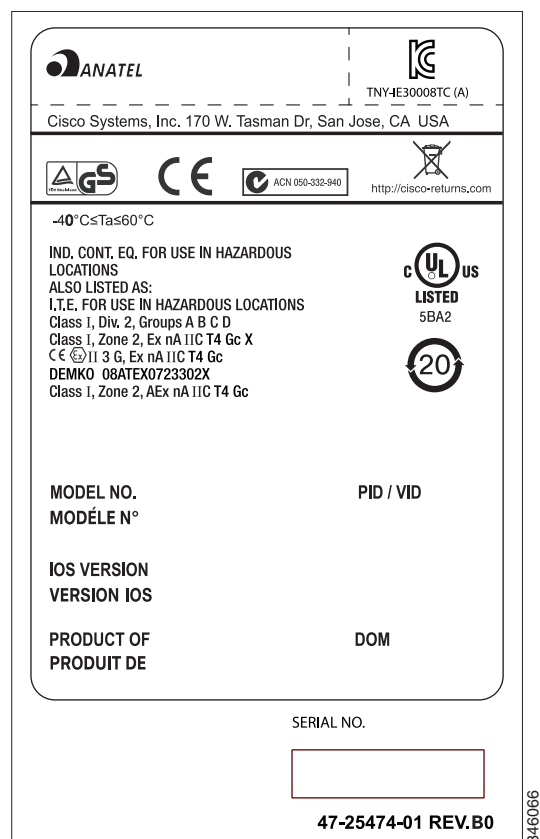 ANATEL
TNY-IE30008TC (A)
Cisco Systems, Inc. 170 W. Tasman Dr, San Jose, CA USA
GS
CE
ACN 050-332-940
http://cisco-returns.com
-40°C≤Ta≤60°C
IND. CONT. EQ. FOR USE IN HAZARDOUS
LOCATIONS
ALSO LISTED AS:
I.T.E. FOR USE IN HAZARDOUS LOCATIONS
Class I, Div. 2, Groups A B C D
Class I, Zone 2, Ex nA IIC T4 Gc X
CE Ex II 3 G, Ex nA IIC T4 Gc
DEMKO 08ATEX0723302X
Class I, Zone 2, AEx nA IIC T4 Gc
C UL US
LISTED
5BA2
20
MODEL NO.
MODÉLE N°
PID / VID
IOS VERSION
VERSION IOS
PRODUCT OF
PRODUIT DE
DOM
SERIAL NO.
47-25474-01 REV.B0
346066